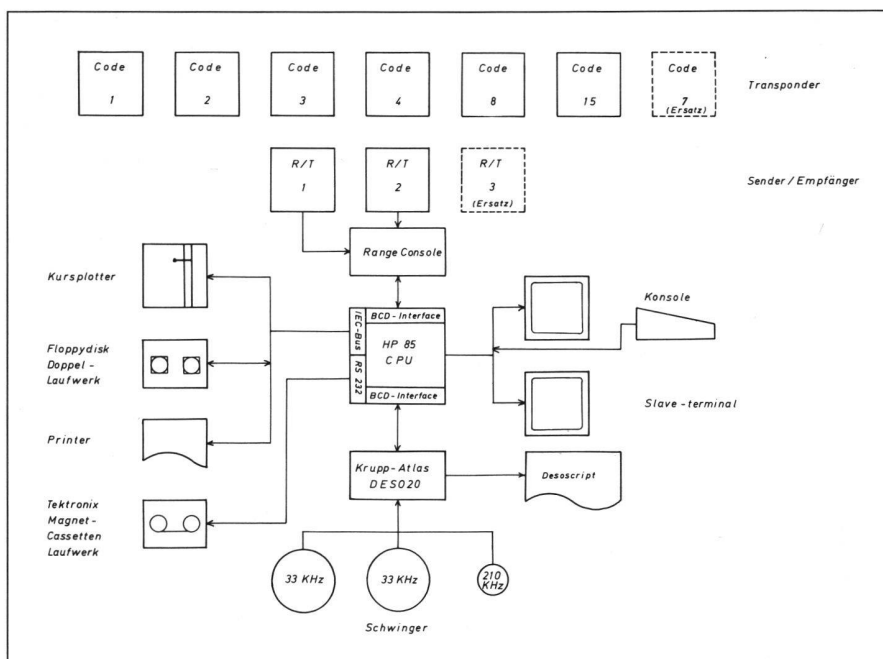 Code Code Code Code Code Code Code
1 2 3 4 8 15 7
(Ersatz)
Transponder
R/T R/T R/T
1 2 3
(Ersatz)
Sender / Empfänger
Range Console
Kursplotter
BCD - Interface
IEC-Bus
HP 85
CPU
RS 232
BCD - Interface
Konsole
Floppydisk
Doppel -
Laufwerk
Slave - terminal
Printer
Krupp - Atlas
DESO20
Desoscript
Tektronix
Magnet -
Cassetten
Laufwerk
33 KHz 33 KHz
210
KHz
Schwinger